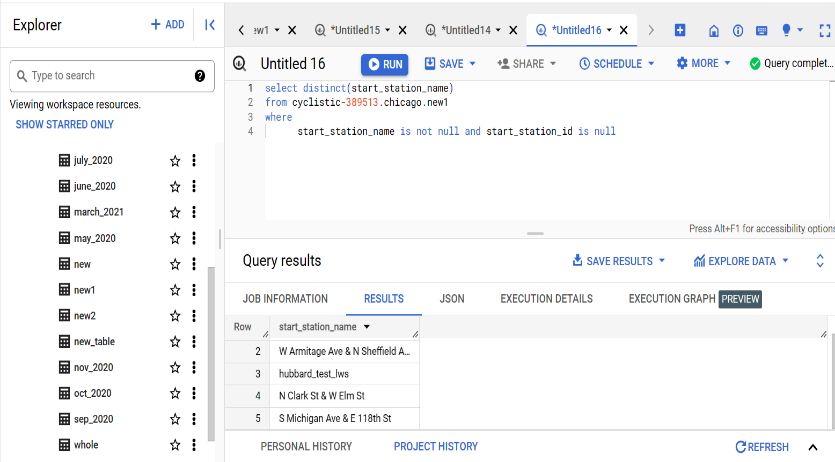 Explorer
+ ADD
ew1
*Untitled15
*Untitled14
*Untitled16
Untitled 16
RUN
SAVE
SHARE
SCHEDULE
MORE
Query complet...
Type to search
Viewing workspace resources.
SHOW STARRED ONLY
july_2020
june_2020
march_2021
may_2020
new
new1
new2
new_table
nov_2020
oct_2020
sep_2020
whole
1 select distinct(start_station_name)
2 from cyclistic-389513.chicago.new1
3 where
4 start_station_name is not null and start_station_id is null
Press Alt+F1 for accessibility options
Query results
SAVE RESULTS
EXPLORE DATA
JOB INFORMATION
RESULTS
JSON
EXECUTION DETAILS
EXECUTION GRAPH PREVIEW
Row start_station_name
2 W Armitage Ave & N Sheffield A...
3 hubbard_test_lws
4 N Clark St & W Elm St
5 S Michigan Ave & E 118th St
PERSONAL HISTORY
PROJECT HISTORY
REFRESH